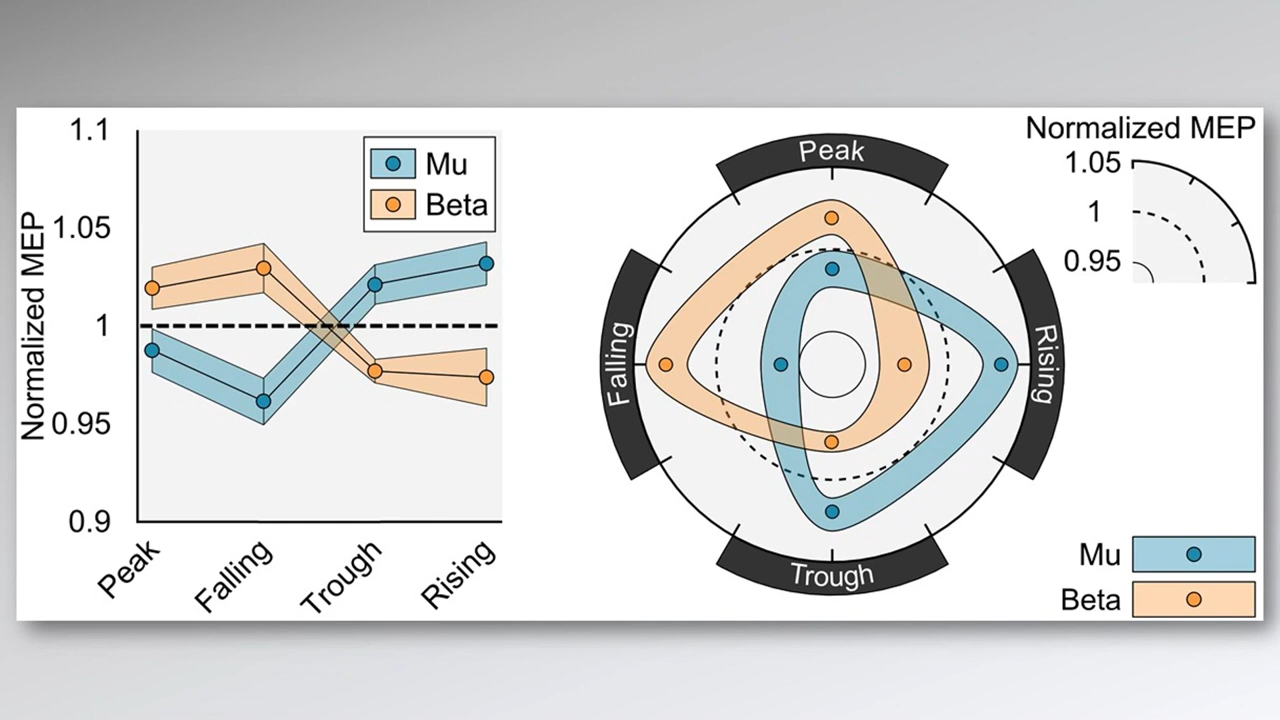 Normalized MEP
1.1
1.05
1
0.95
0.9
Peak
Falling
Trough
Rising
Mu
Beta
Peak
Falling
Rising
Trough
Normalized MEP
1.05
1
0.95
Mu
Beta